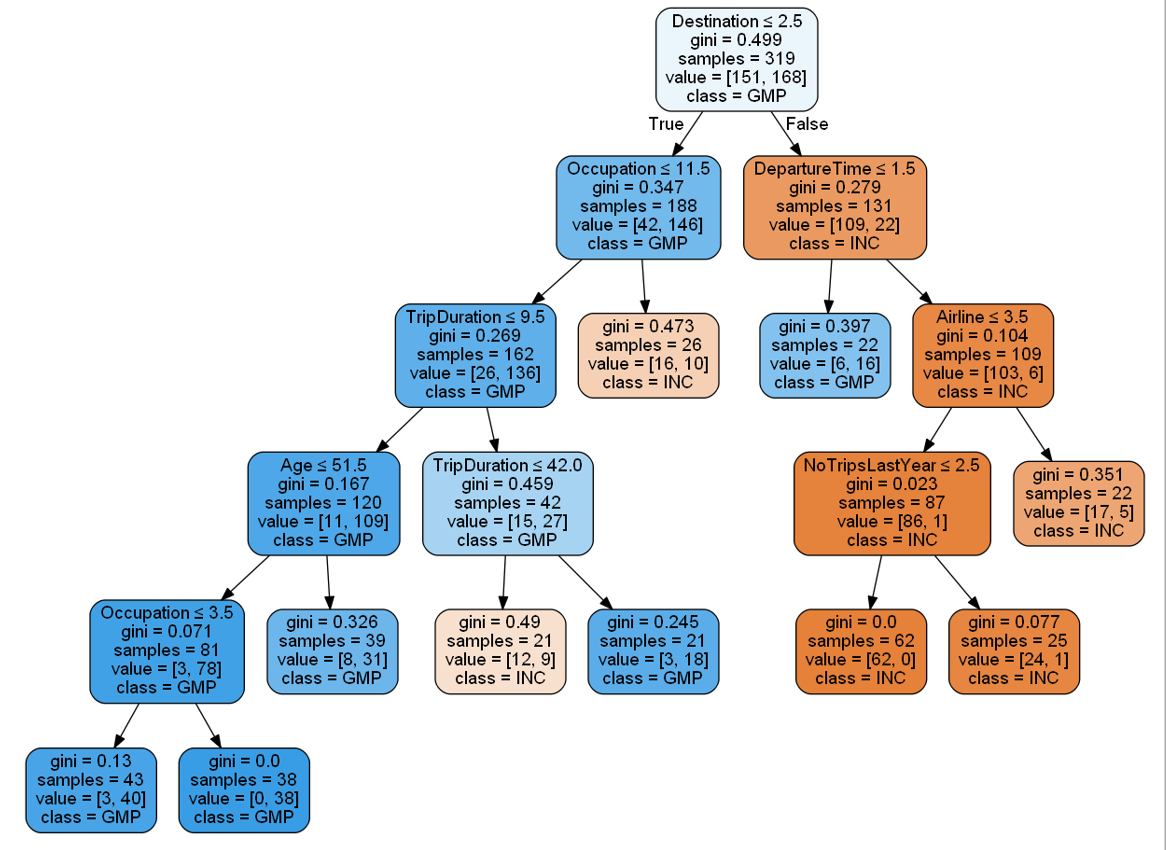 Destination ≤ 2.5
gini = 0.499
samples = 319
value = [151, 168]
class = GMP
True
False
Occupation ≤ 11.5
gini = 0.347
samples = 188
value = [42, 146]
class = GMP
DepartureTime ≤ 1.5
gini = 0.279
samples = 131
value = [109, 22]
class = INC
TripDuration ≤ 9.5
gini = 0.269
samples = 162
value = [26, 136]
class = GMP
gini = 0.473
samples = 26
value = [16, 10]
class = INC
gini = 0.397
samples = 22
value = [6, 16]
class = GMP
Airline ≤ 3.5
gini = 0.104
samples = 109
value = [103, 6]
class = INC
Age ≤ 51.5
gini = 0.167
samples = 120
value = [11, 109]
class = GMP
TripDuration ≤ 42.0
gini = 0.459
samples = 42
value = [15, 27]
class = GMP
NoTripsLastYear ≤ 2.5
gini = 0.023
samples = 87
value = [86, 1]
class = INC
gini = 0.351
samples = 22
value = [17, 5]
class = INC
Occupation ≤ 3.5
gini = 0.071
samples = 81
value = [3, 78]
class = GMP
gini = 0.326
samples = 39
value = [8, 31]
class = GMP
gini = 0.49
samples = 21
value = [12, 9]
class = INC
gini = 0.245
samples = 21
value = [3, 18]
class = GMP
gini = 0.0
samples = 62
value = [62, 0]
class = INC
gini = 0.077
samples = 25
value = [24, 1]
class = INC
gini = 0.13
samples = 43
value = [3, 40]
class = GMP
gini = 0.0
samples = 38
value = [0, 38]
class = GMP